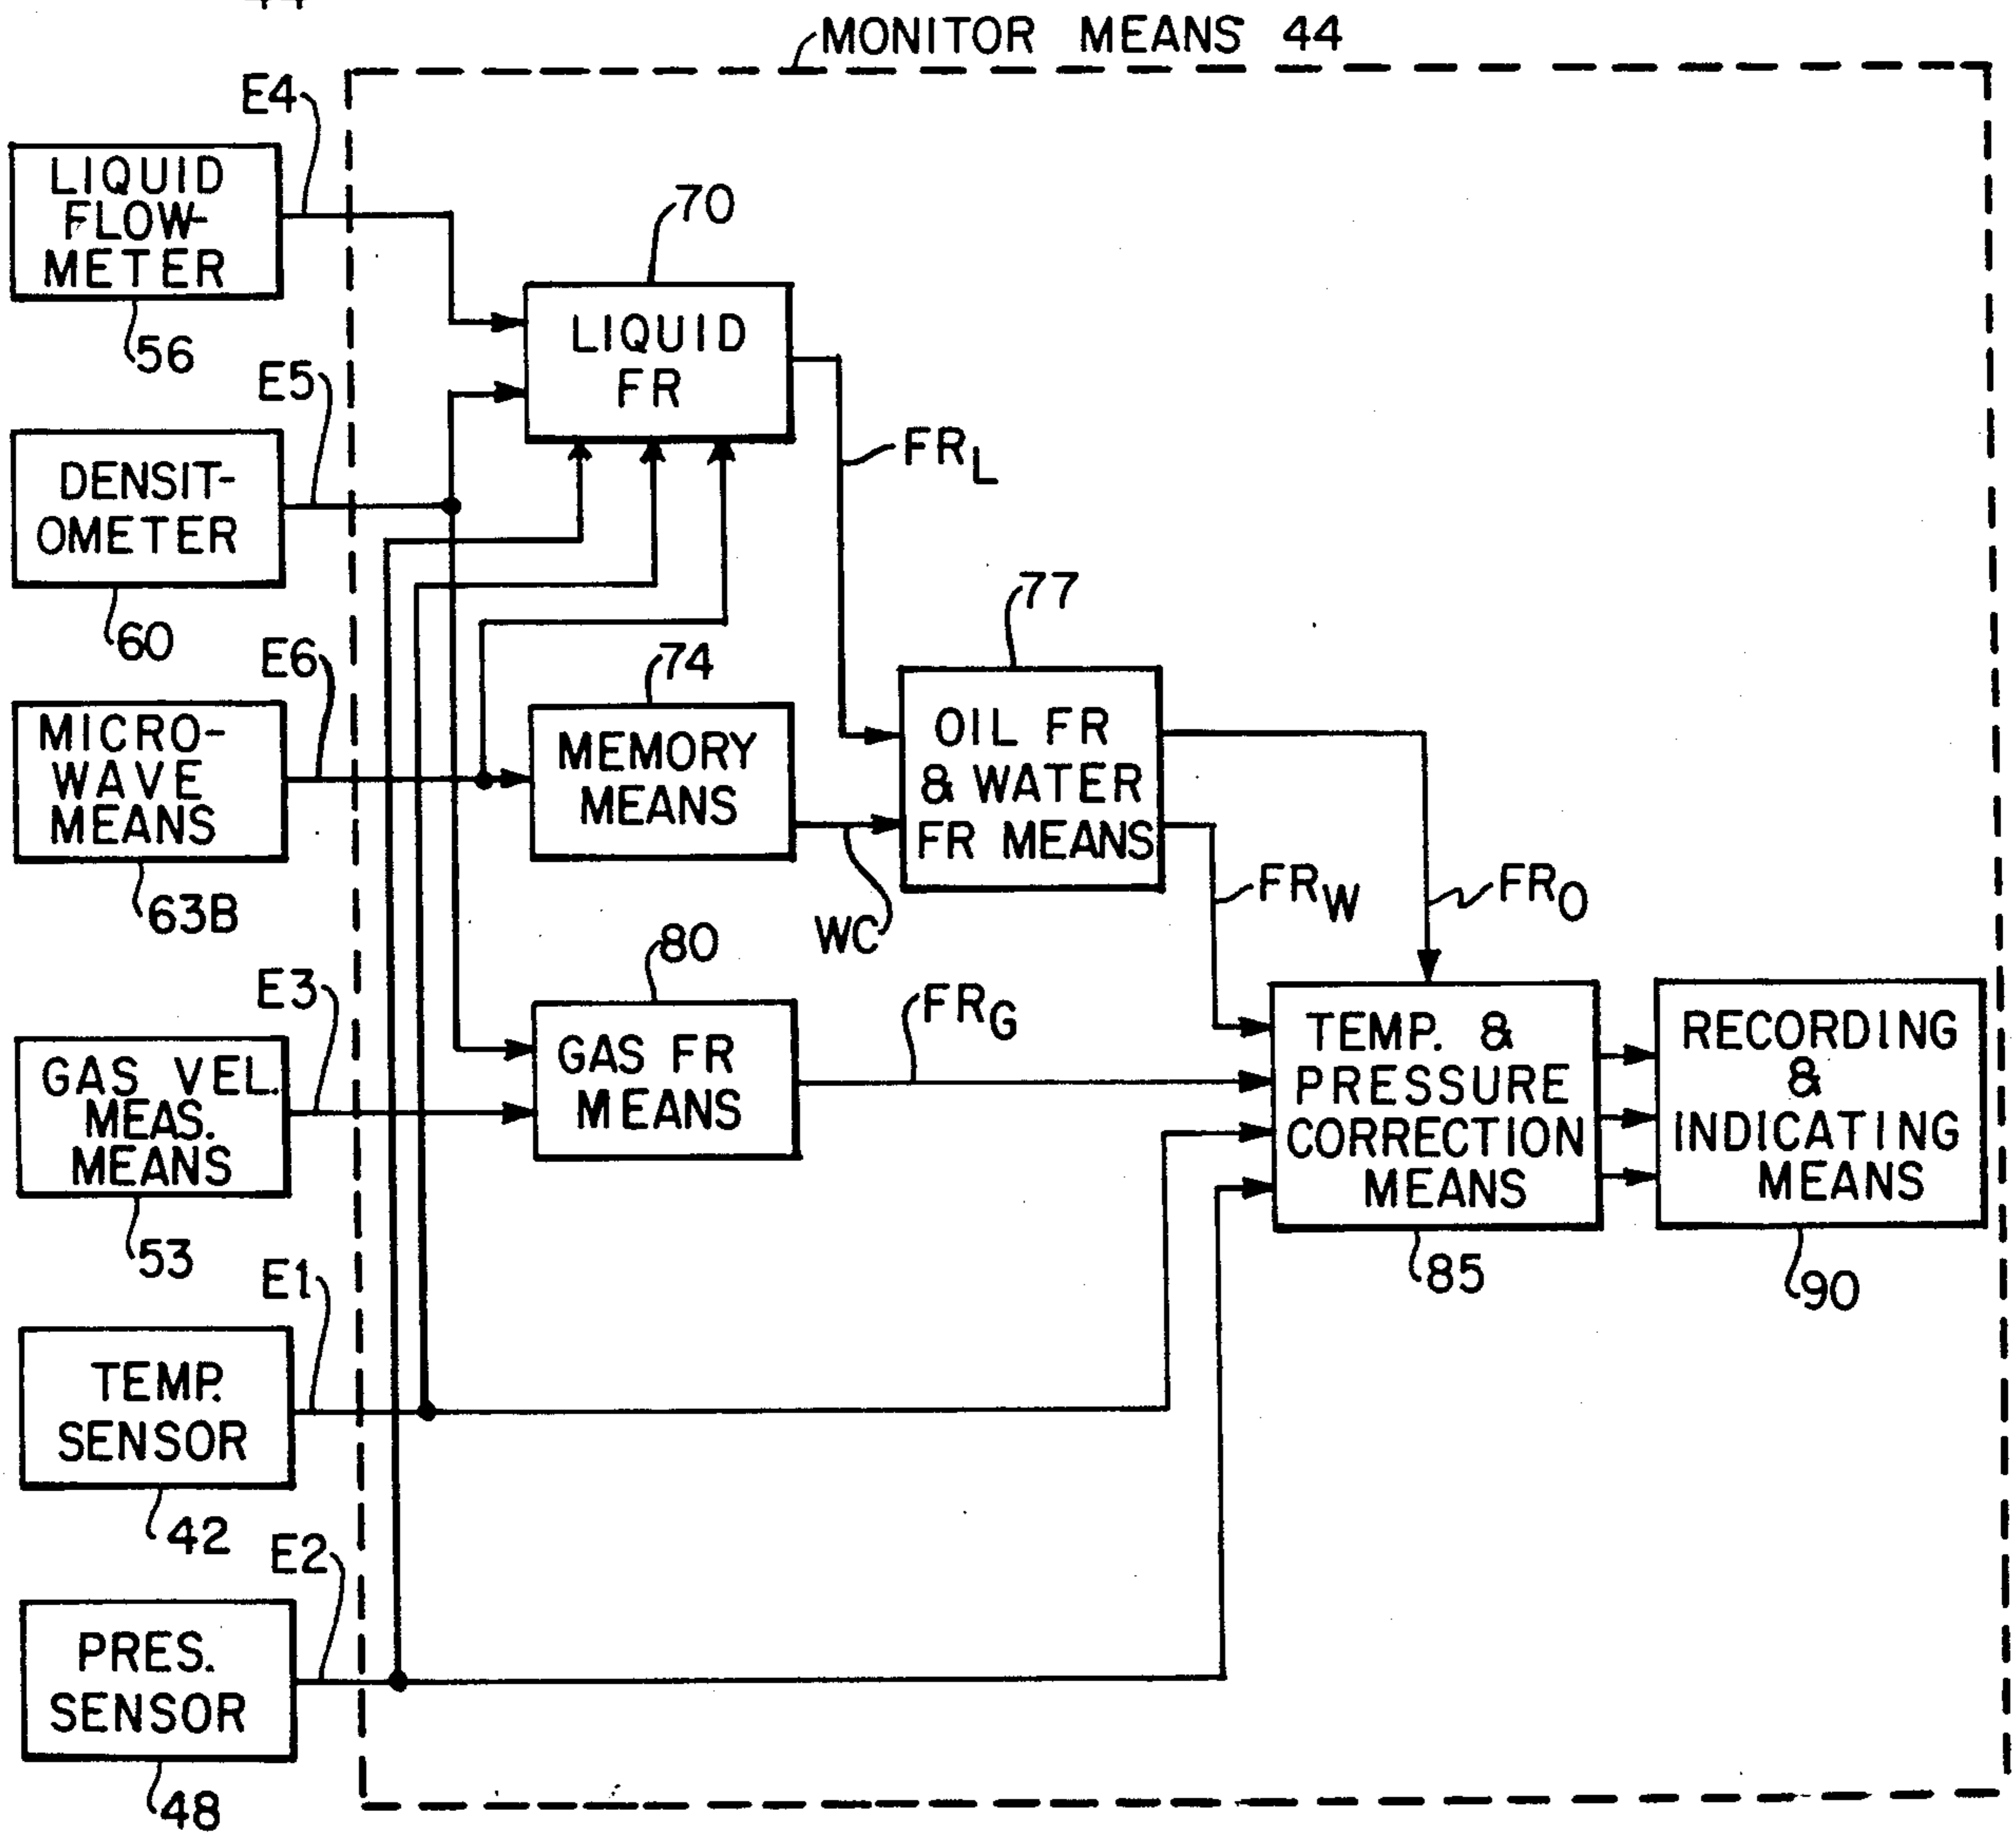 MONITOR MEANS 44
E4
LIQUID
FLOW-
METER
56
70
LIQUID
FR
E5
DENSIT-
OMETER
60
FRL
77
OIL FR
& WATER
FR MEANS
E6
MICRO-
WAVE
MEANS
63B
74
MEMORY
MEANS
WC
FRW
FRO
80
GAS FR
MEANS
FRG
E3
GAS VEL.
MEAS.
MEANS
53
TEMP. &
PRESSURE
CORRECTION
MEANS
85
RECORDING
&
INDICATING
MEANS
90
E1
TEMP.
SENSOR
42
E2
PRES.
SENSOR
48